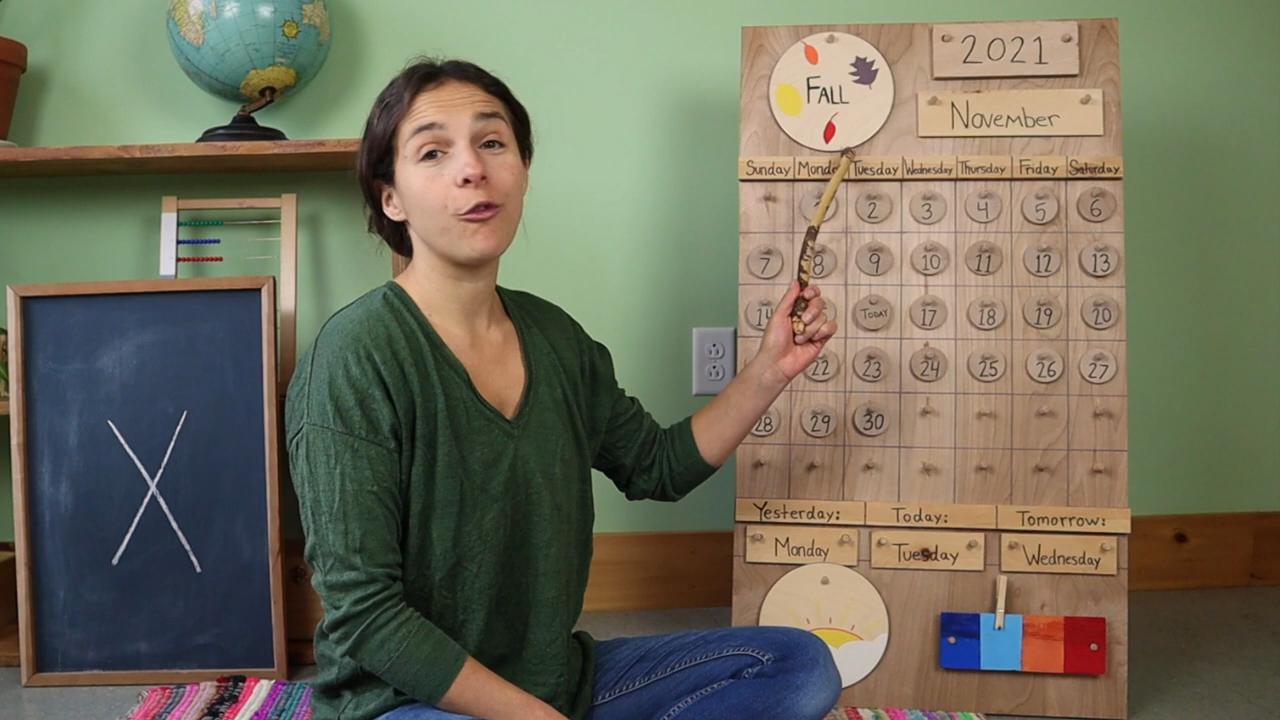 2021
FALL
November
Sunday Monday Tuesday Wednesday Thursday Friday Saturday
2 3 4 5 6
7 8 9 10 11 12 13
14 TODAY 17 18 19 20
22 23 24 25 26 27
28 29 30
Yesterday: Today: Tomorrow:
Monday Tuesday Wednesday
X